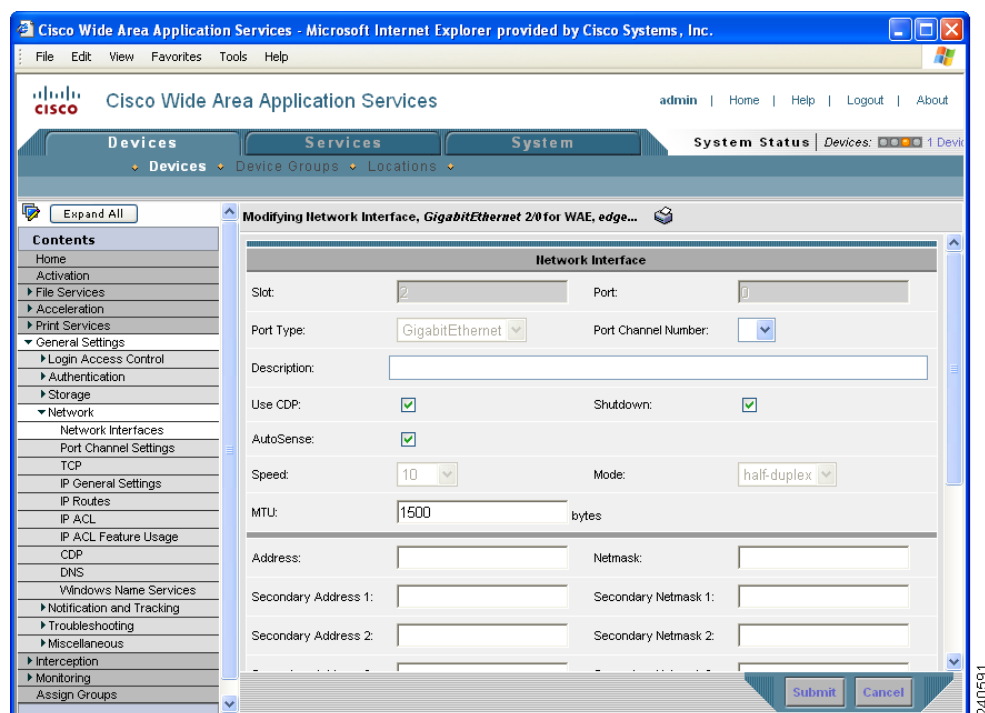 Cisco Wide Area Application Services - Microsoft Internet Explorer provided by Cisco Systems, Inc.
File Edit View Favorites Tools Help
CISCO Cisco Wide Area Application Services admin | Home | Help | Logout | About
Devices Services System System Status | Devices: 1 Devic
Devices Device Groups Locations
Expand All Modifying Network Interface, GigabitEthernet 2/0 for WAE, edge...
Contents
Home
Activation
File Services
Acceleration
Print Services
General Settings
Login Access Control
Authentication
Storage
Network
Network Interfaces
Port Channel Settings
TCP
IP General Settings
IP Routes
IP ACL
IP ACL Feature Usage
CDP
DNS
Windows Name Services
Notification and Tracking
Troubleshooting
Miscellaneous
Interception
Monitoring
Assign Groups
Network Interface
Slot: 2 Port: 0
Port Type: GigabitEthernet Port Channel Number:
Description:
Use CDP: Shutdown:
AutoSense:
Speed: 10 Mode: half-duplex
MTU: 1500 bytes
Address: Netmask:
Secondary Address 1: Secondary Netmask 1:
Secondary Address 2: Secondary Netmask 2:
Submit Cancel
240591